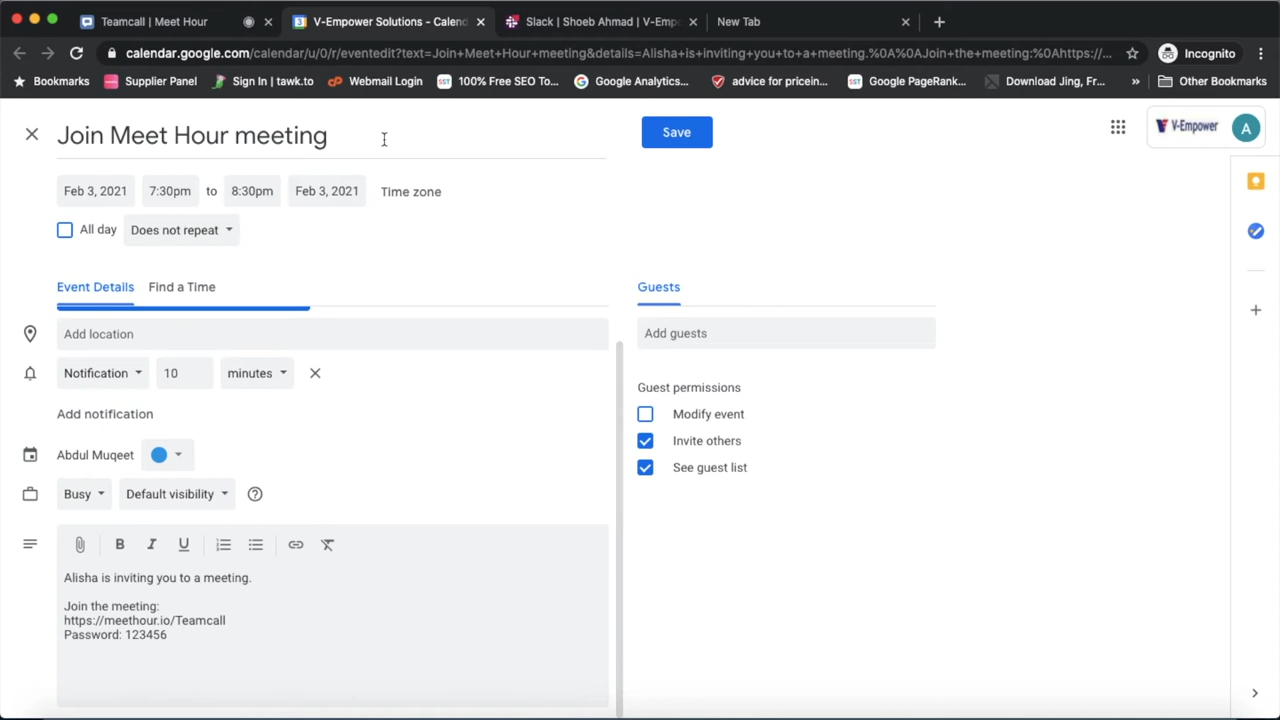 Teamcall | Meet Hour
V-Empower Solutions - Calend
Slack | Shoeb Ahmad | V-Emp
New Tab
calendar.google.com/calendar/u/0/r/eventedit?text=Join+Meet+Hour+meeting&details=Alisha+is+inviting+you+to+a+meeting.%0A%0AJoin+the+meeting:%0Ahttps://...
Incognito
Bookmarks
Supplier Panel
Sign In | tawk.to
Webmail Login
100% Free SEO To...
Google Analytics...
advice for pricein...
Google PageRank...
Download Jing, Fr...
»
Other Bookmarks
Join Meet Hour meeting
Save
V-Empower
A
Feb 3, 2021 7:30pm to 8:30pm Feb 3, 2021 Time zone
All day Does not repeat
Event Details Find a Time
Guests
Add location
Add guests
Notification 10 minutes
Guest permissions
Add notification
Modify event
Abdul Muqeet
Invite others
See guest list
Busy Default visibility
B I U
Alisha is inviting you to a meeting.
Join the meeting:
https://meethour.io/Teamcall
Password: 123456